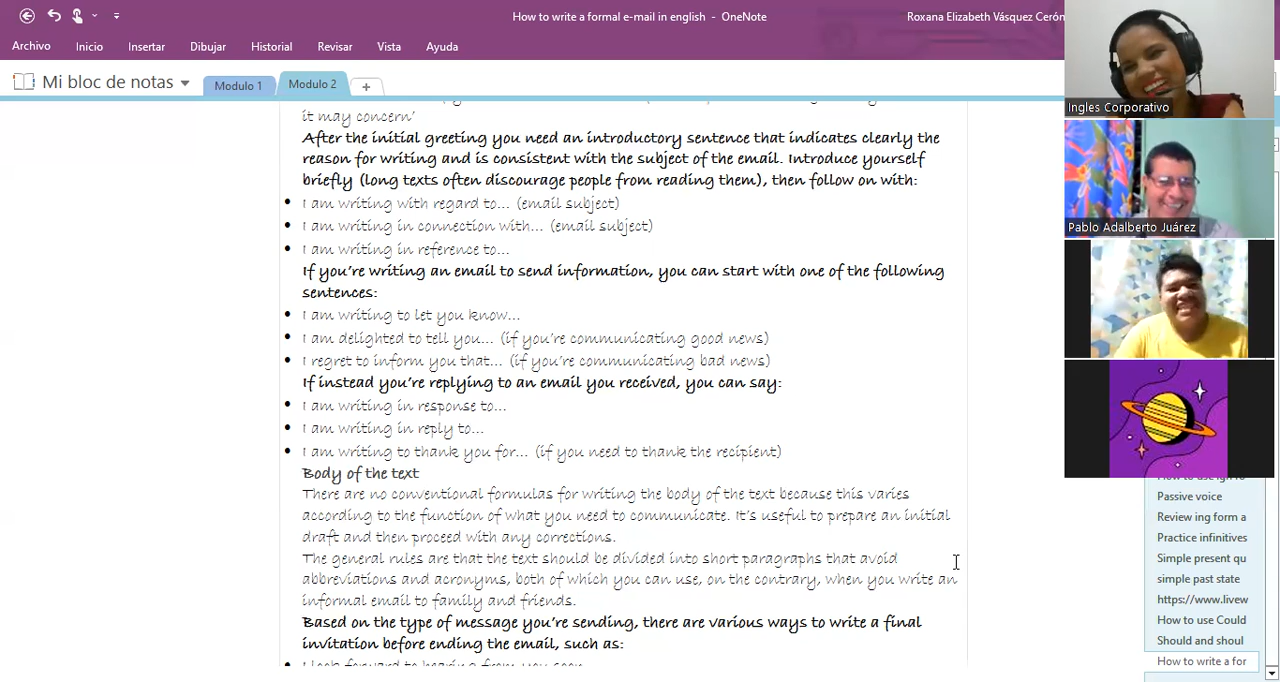 How to write a formal e-mail in english - OneNote
Roxana Elizabeth Vásquez Cerón
Archivo Inicio Insertar Dibujar Historial Revisar Vista Ayuda
Mi bloc de notas Modulo 1 Modulo 2 +
it may concern'
After the initial greeting you need an introductory sentence that indicates clearly the
reason for writing and is consistent with the subject of the email. Introduce yourself
briefly (long texts often discourage people from reading them), then follow on with:
• I am writing with regard to... (email subject)
• I am writing in connection with... (email subject)
• I am writing in reference to...
If you're writing an email to send information, you can start with one of the following
sentences:
• I am writing to let you know...
• I am delighted to tell you... (if you're communicating good news)
• I regret to inform you that... (if you're communicating bad news)
If instead you're replying to an email you received, you can say:
• I am writing in response to...
• I am writing in reply to...
• I am writing to thank you for... (if you need to thank the recipient)
Body of the text
There are no conventional formulas for writing the body of the text because this varies
according to the function of what you need to communicate. It's useful to prepare an initial
draft and then proceed with any corrections.
The general rules are that the text should be divided into short paragraphs that avoid
abbreviations and acronyms, both of which you can use, on the contrary, when you write an
informal email to family and friends.
Based on the type of message you're sending, there are various ways to write a final
invitation before ending the email, such as:
• I look forward to hearing from you soon
Ingles Corporativo
Pablo Adalberto Juárez
Passive voice
Review ing form a
Practice infinitives
Simple present qu
simple past state
https://www.livew
How to use Could
Should and shoul
How to write a for